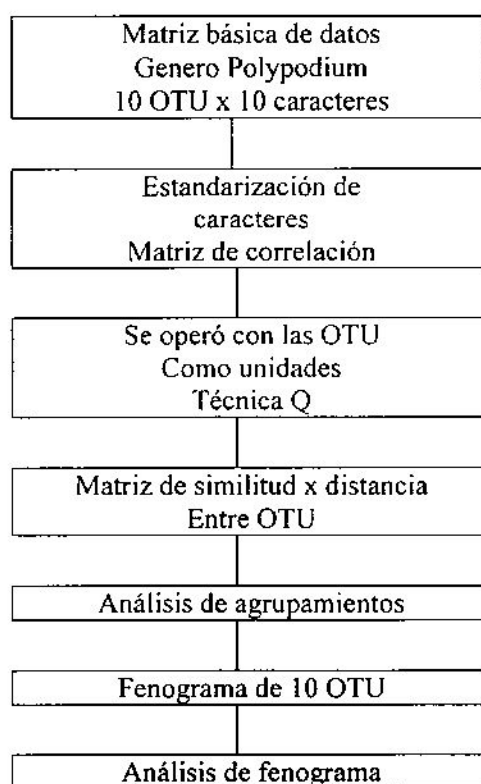 Matriz básica de datos
Genero Polypodium
10 OTU x 10 caracteres
Estandarización de
caracteres
Matriz de correlación
Se operó con las OTU
Como unidades
Técnica Q
Matriz de similitud x distancia
Entre OTU
Análisis de agrupamientos
Fenograma de 10 OTU
Análisis de fenograma